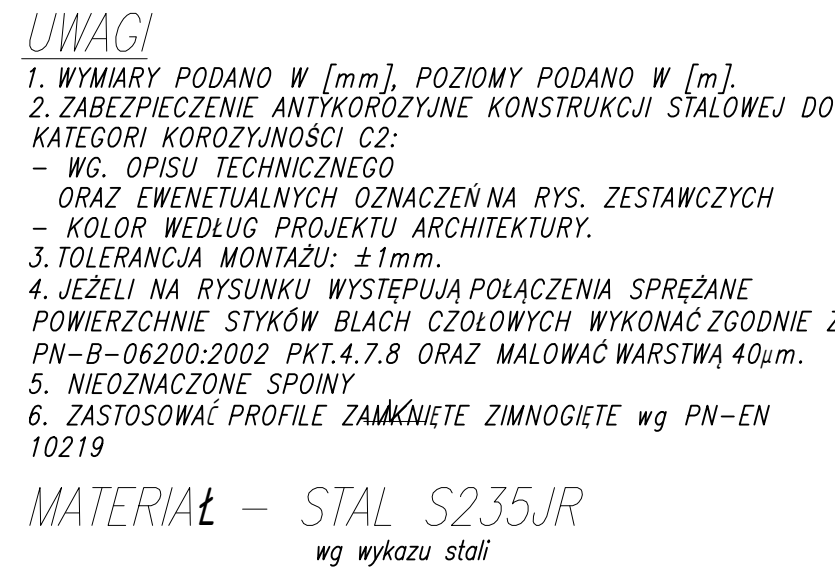 UWAGI
1. WYMIARY PODANO W [mm], POZIOMY PODANO W [m].
2. ZABEZPIECZENIE ANTYKOROZYJNE KONSTRUKCJI STALOWEJ DO
KATEGORI KOROZYJNOŚCI C2:
- WG. OPISU TECHNICZNEGO
ORAZ EWENETUALNYCH OZNACZEŃ NA RYS. ZESTAWCZYCH
- KOLOR WEDŁUG PROJEKTU ARCHITEKTURY.
3. TOLERANCJA MONTAŻU: ±1mm.
4. JEŻELI NA RYSUNKU WYSTĘPUJĄ POŁĄCZENIA SPRĘŻANE
POWIERZCHNIE STYKÓW BLACH CZOŁOWYCH WYKONAĆ ZGODNIE Z
PN-B-06200:2002 PKT.4.7.8 ORAZ MALOWAĆ WARSTWĄ 40μm.
5. NIEOZNACZONE SPOINY
6. ZASTOSOWAĆ PROFILE ZAMKNIĘTE ZIMNOGIĘTE wg PN-EN
10219
MATERIAŁ - STAL S235JR
wg wykazu stali